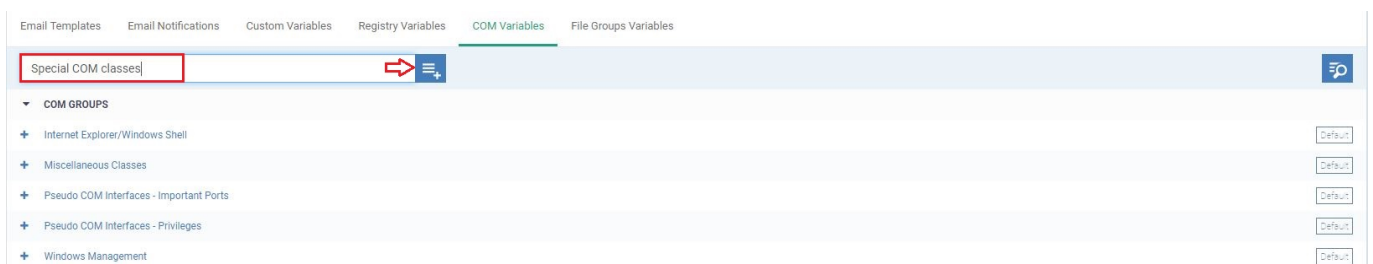 Email Templates Email Notifications Custom Variables Registry Variables COM Variables File Groups Variables
Special COM classes
COM GROUPS
Internet Explorer/Windows Shell Default
Miscellaneous Classes Default
Pseudo COM Interfaces - Important Ports Default
Pseudo COM Interfaces - Privileges Default
Windows Management Default